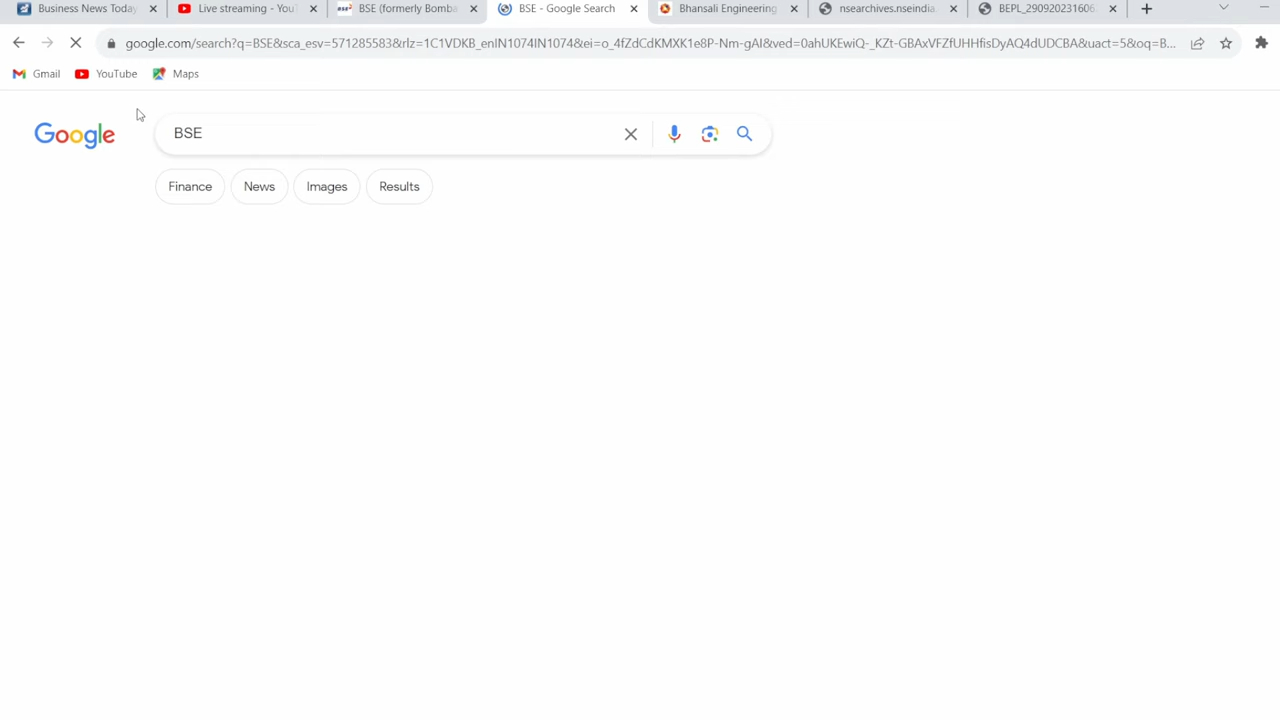 Business News Today
Live streaming - YouT
BSE (formerly Bomba
BSE - Google Search
Bhansali Engineering
nsearchives.nseindia.
BEPL_290920231606
google.com/search?q=BSE&sca_esv=571285583&rlz=1C1VDKB_enIN1074IN1074&ei=o_4fZdCdKMXK1e8P-Nm-gAI&ved=0ahUKEwiQ-_KZt-GBAxVFZfUHHfisDyAQ4dUDCBA&uact=5&oq=B...
Gmail
YouTube
Maps
Google
BSE
Finance
News
Images
Results